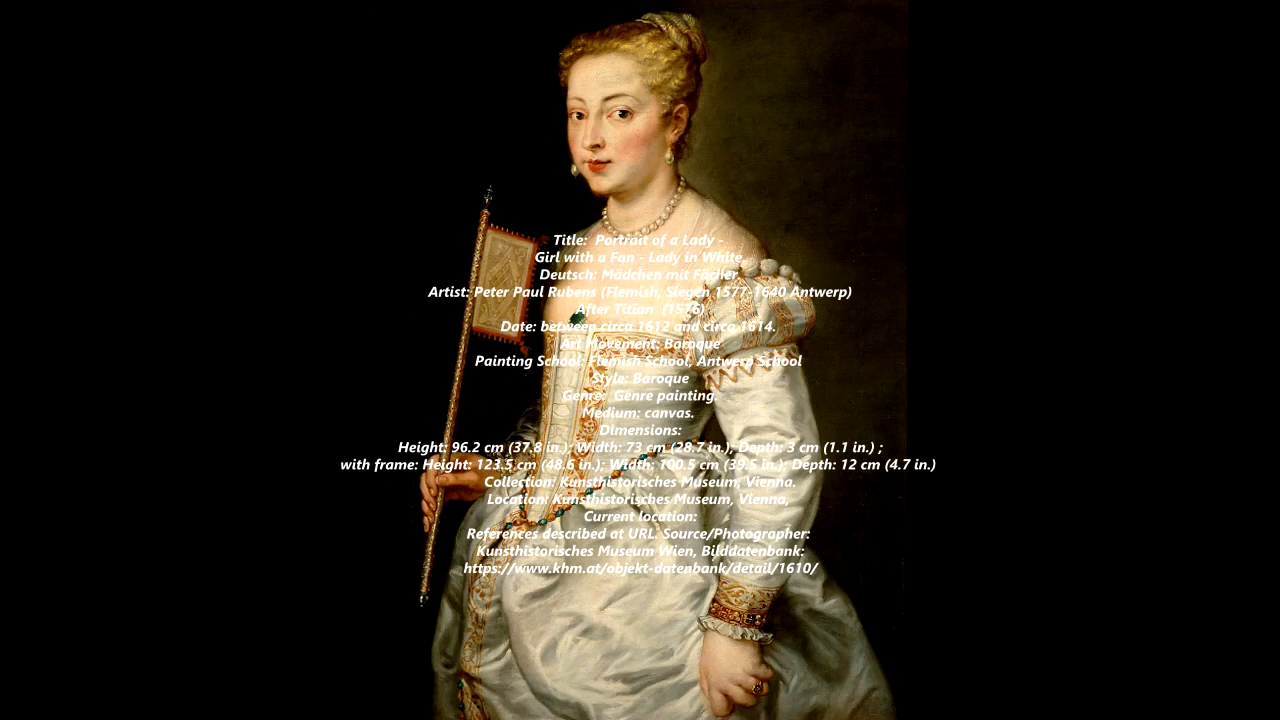 Title:  Portrait of a Lady -
Girl with a Fan - Lady in White.
Deutsch: Mädchen mit Fächer.
Artist: Peter Paul Rubens (Flemish, Siegen 1577-1640 Antwerp)
After Titian  (1576)
Date: between circa 1612 and circa 1614.
Art Movement: Baroque
Painting School: Flemish School, Antwerp School
Style: Baroque
Genre:  Genre painting.
Medium: canvas.
DImensions:
Height: 96.2 cm (37.8 in.); Width: 73 cm (28.7 in.); Depth: 3 cm (1.1 in.) ;
with frame: Height: 123.5 cm (48.6 in.); Width: 100.5 cm (39.5 in.); Depth: 12 cm (4.7 in.)
Collection: Kunsthistorisches Museum, Vienna.
Location: Kunsthistorisches Museum, Vienna,
Current location:
References described at URL. Source/Photographer:
Kunsthistorisches Museum Wien, Bilddatenbank:
https://www.khm.at/objekt-datenbank/detail/1610/